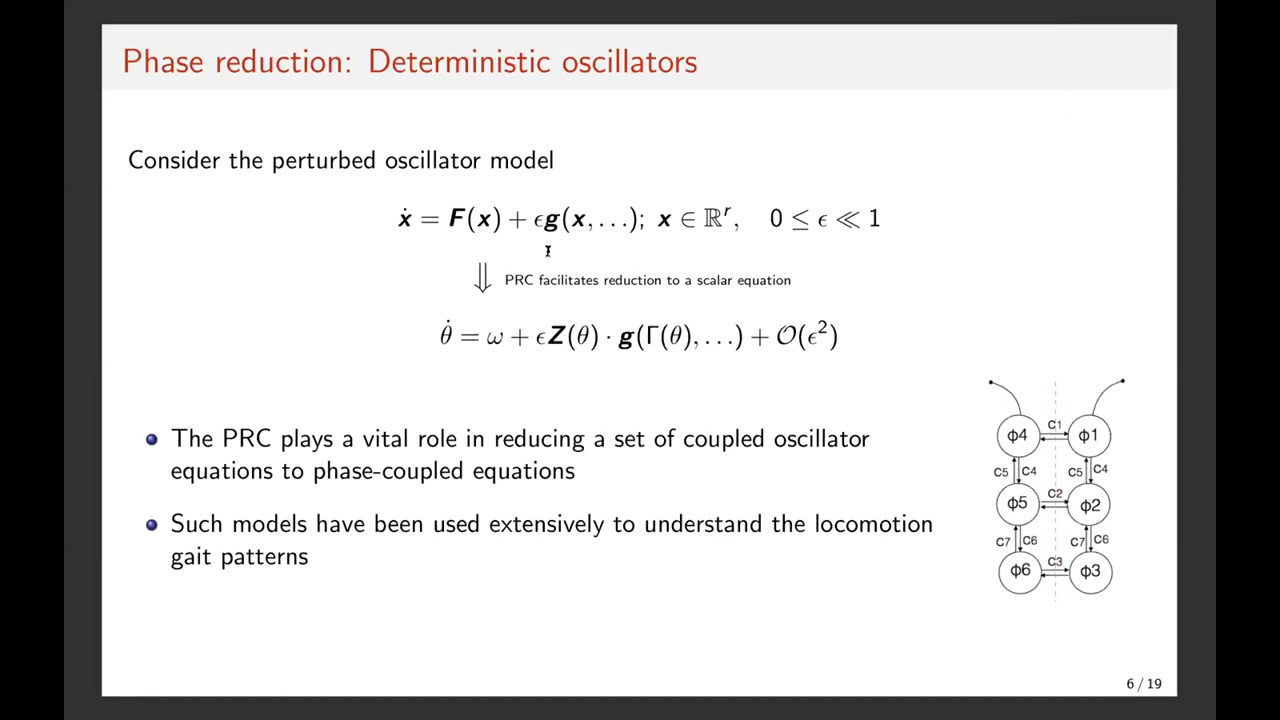 Phase reduction: Deterministic oscillators
Consider the perturbed oscillator model
ẋ = F(x) + ϵg(x, . . .); x ∈ ℝʳ, 0 ≤ ϵ ≪ 1
⇓ PRC facilitates reduction to a scalar equation
θ̇ = ω + ϵZ(θ) · g(Γ(θ), . . .) + 𝒪(ϵ²)
The PRC plays a vital role in reducing a set of coupled oscillator
equations to phase-coupled equations
Such models have been used extensively to understand the locomotion
gait patterns
ϕ4 C1 ϕ1
C5 C4 C5 C4
ϕ5 C2 ϕ2
C7 C6 C7 C6
ϕ6 C3 ϕ3
6 / 19